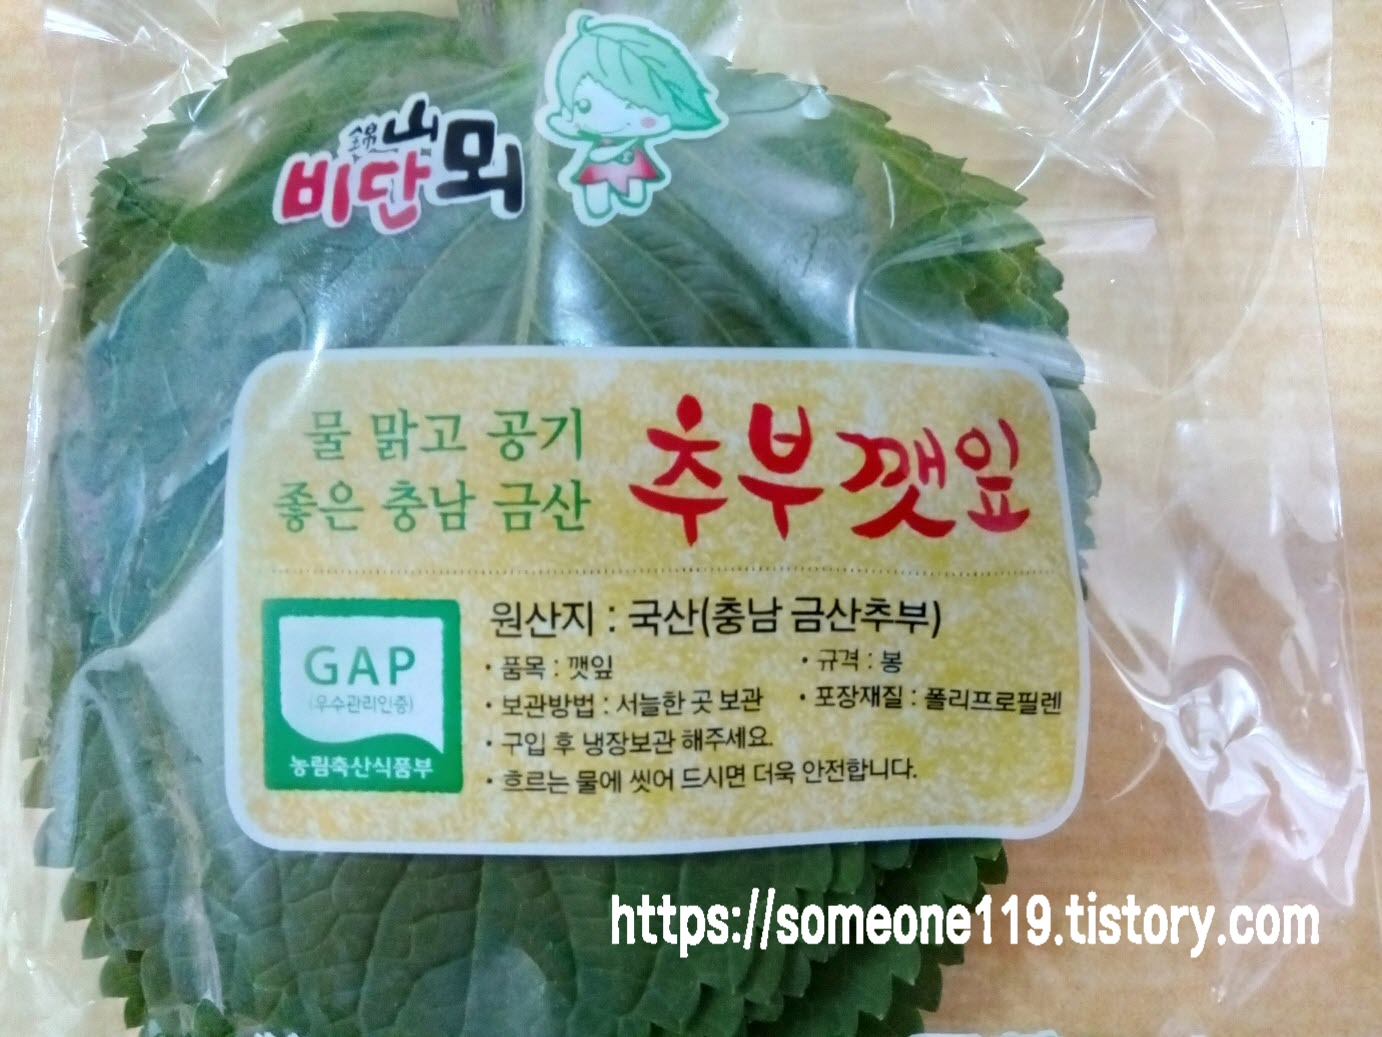 錦山
비단뫼
물 맑고 공기
좋은 충남 금산
추부깻잎
GAP
(우수관리인증)
농림축산식품부
원산지 : 국산(충남 금산추부)
· 품목 : 깻잎 · 규격 : 봉
· 보관방법 : 서늘한 곳 보관 · 포장재질 : 폴리프로필렌
· 구입 후 냉장보관 해주세요.
· 흐르는 물에 씻어 드시면 더욱 안전합니다.
https://someone119.tistory.com